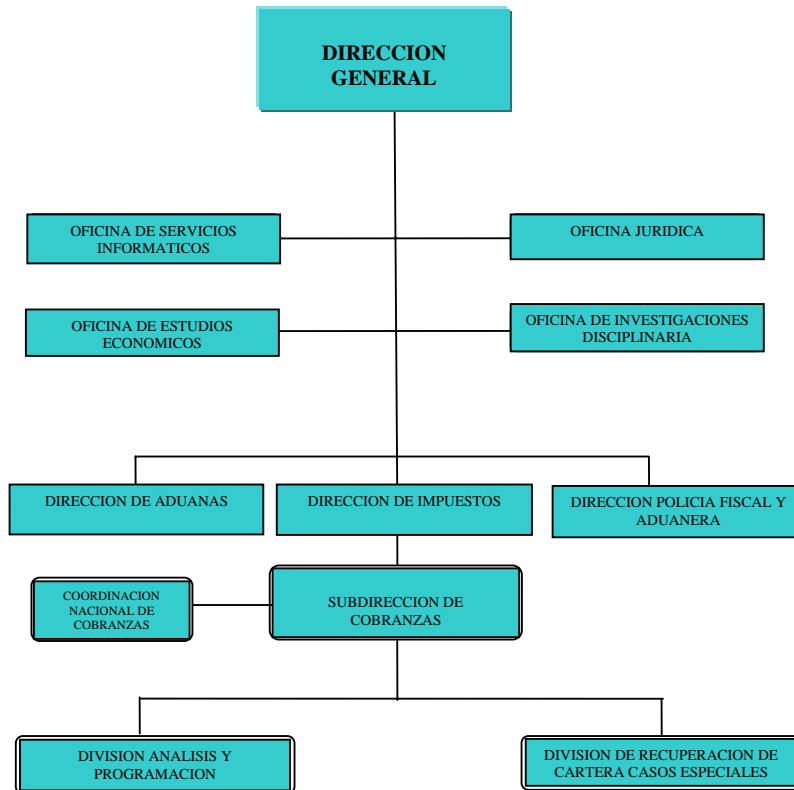 DIRECCION
GENERAL
OFICINA DE SERVICIOS
INFORMATICOS
OFICINA JURIDICA
OFICINA DE ESTUDIOS
ECONOMICOS
OFICINA DE INVESTIGACIONES
DISCIPLINARIA
DIRECCION DE ADUANAS
DIRECCION DE IMPUESTOS
DIRECCION POLICIA FISCAL Y
ADUANERA
COORDINACION
NACIONAL DE
COBRANZAS
SUBDIRECCION DE
COBRANZAS
DIVISION ANALISIS Y
PROGRAMACION
DIVISION DE RECUPERACION DE
CARTERA CASOS ESPECIALES